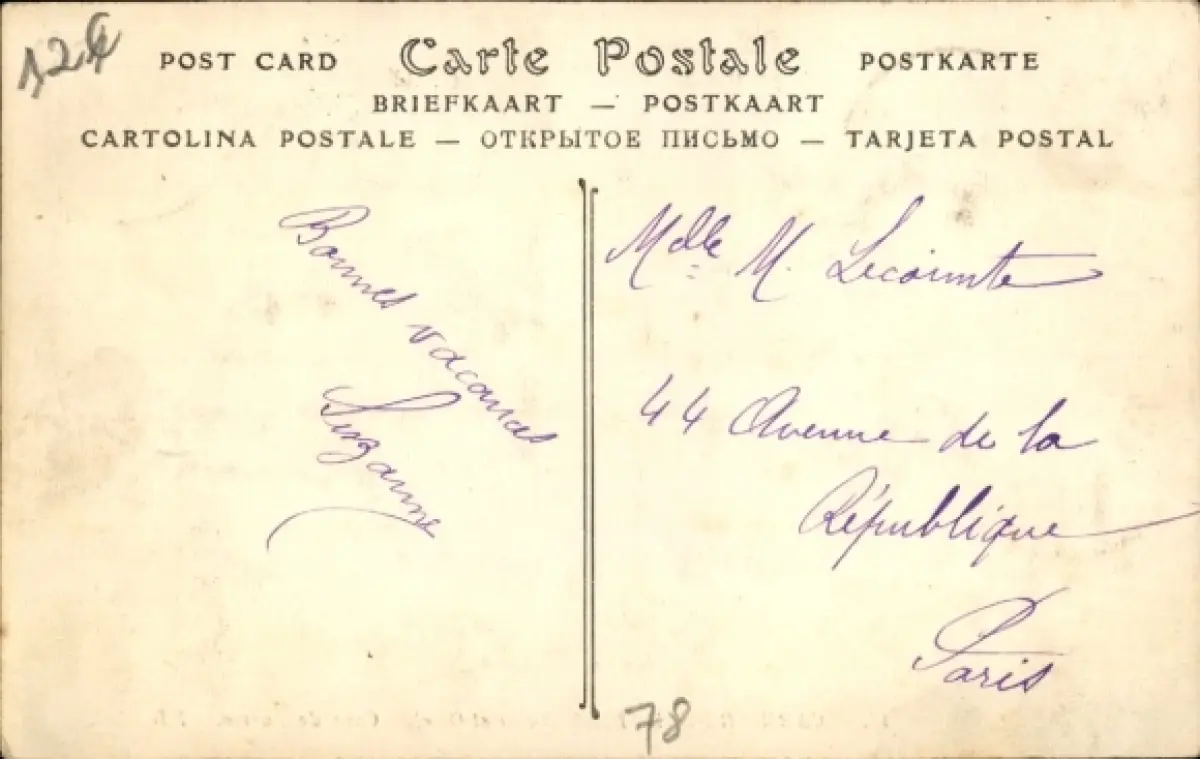 124
POST CARD Carte Postale POSTKARTE
BRIEFKAART — POSTKAART
CARTOLINA POSTALE — ОТКРЫТОЕ ПИСЬМО — TARJETA POSTAL
Bonnes vacances
Suzanne
Mdlle M. Lecointe
44 Avenue de la
République
Paris
78